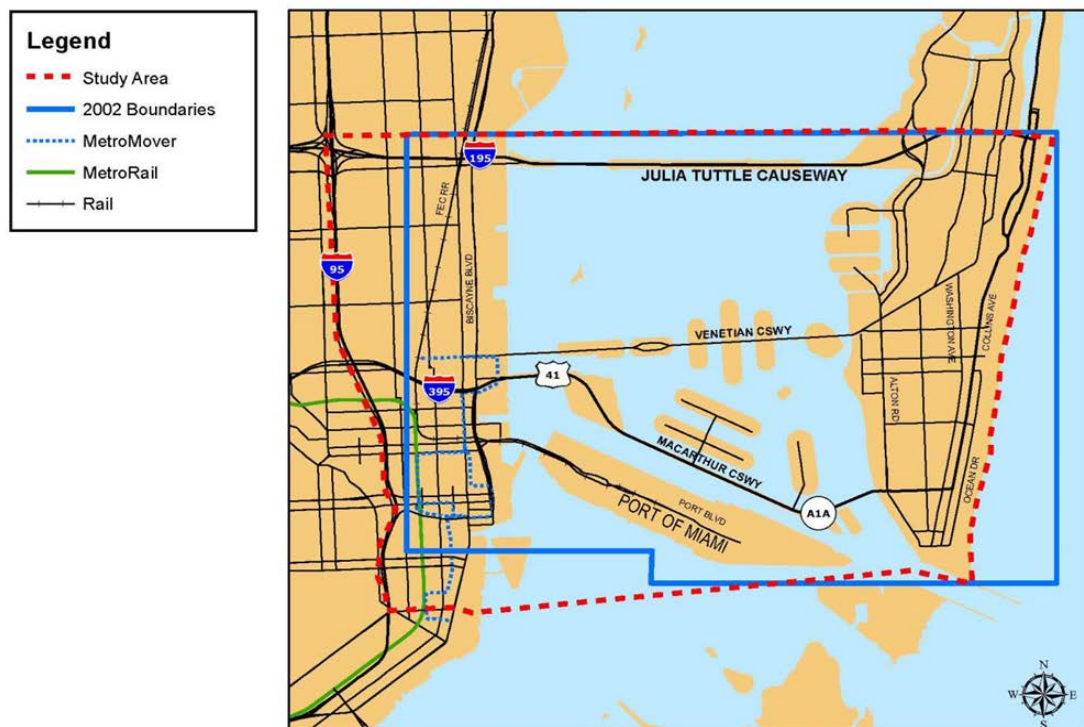 Legend
Study Area
2002 Boundaries
MetroMover
MetroRail
Rail
195
JULIA TUTTLE CAUSEWAY
FEC RR
95
BISCAYNE BLVD
WASHINGTON AVE
COLLINS AVE
VENETIAN CSWY
41
395
ALTON RD
MACARTHUR CSWY
OCEAN DR
PORT BLVD
A1A
PORT OF MIAMI
N
W
E
S